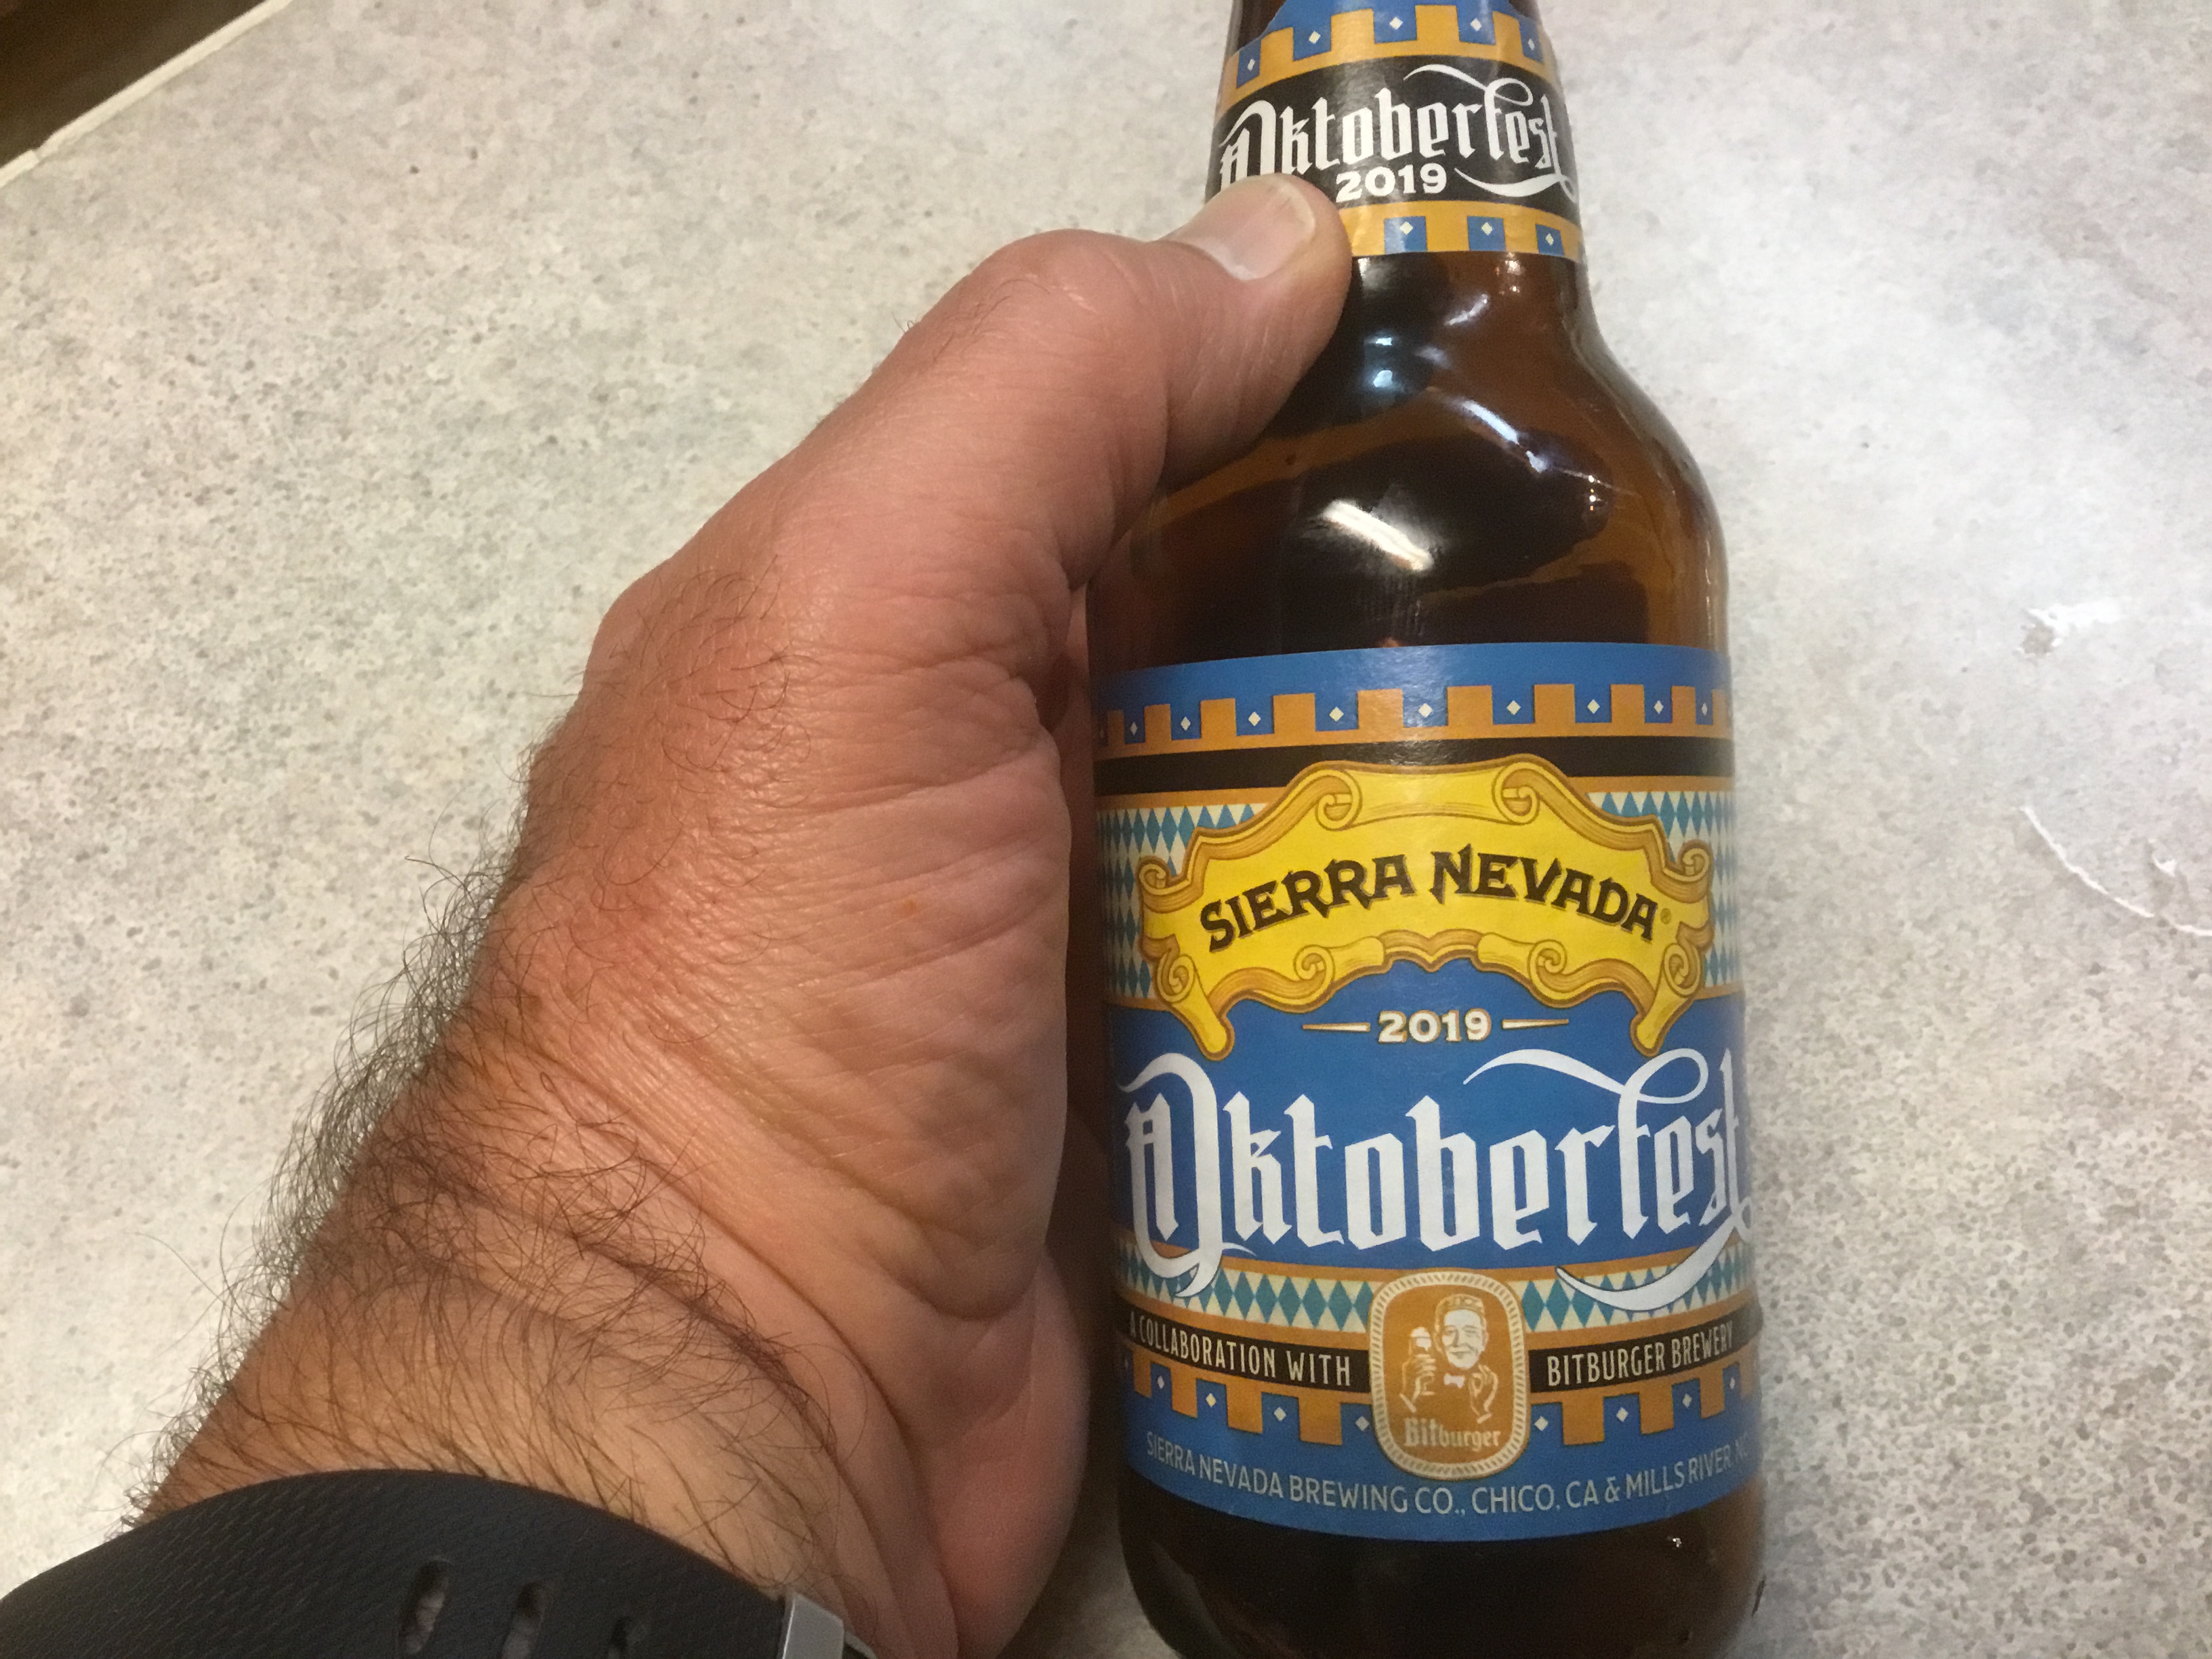 Oktoberfest
2019
SIERRA NEVADA®
2019
Oktoberfest
A COLLABORATION WITH BITBURGER BREWERY
Bitburger
SIERRA NEVADA BREWING CO., CHICO, CA & MILLS RIVER, NC